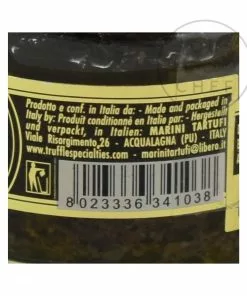 Prodotto e conf. in Italia da: - Made and packaged in
Italy by: Produit conditionné en Italie par: - Hergestellt
und verpackt, in Italien: MARINI TARTUFI
Viale Risorgimento,26 - ACQUALAGNA (PU) - ITALY
www.trufflespecialties.com - marinitartufi@libero.it
8 023336 341038
CHEF